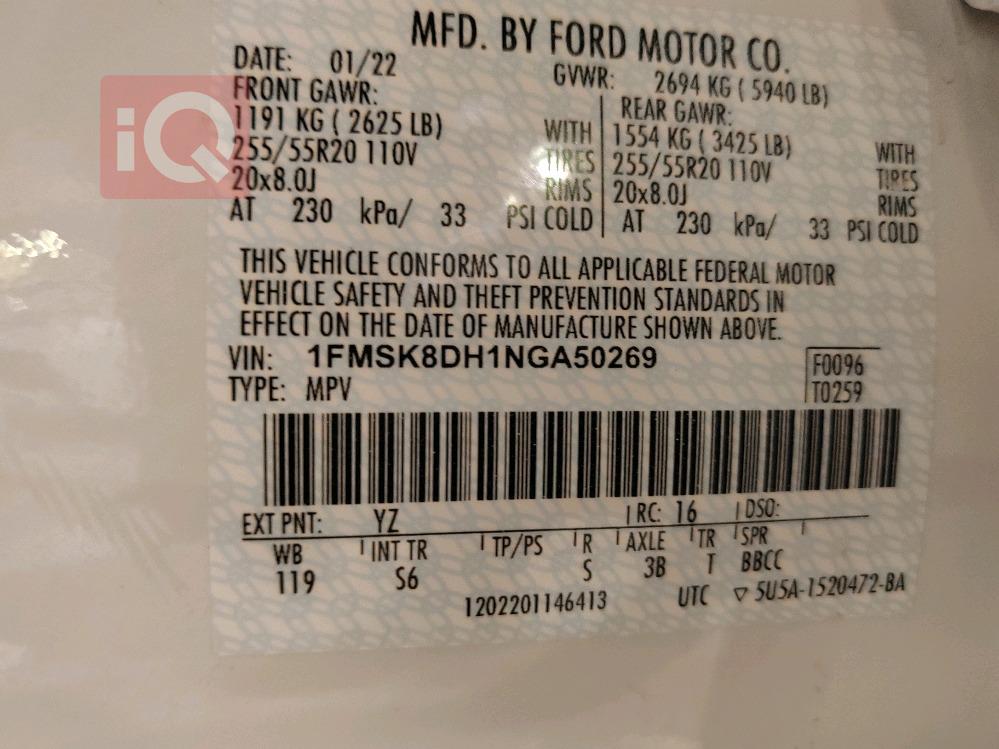 MFD. BY FORD MOTOR CO.
DATE: 01/22 GVWR: 2694 KG ( 5940 LB)
FRONT GAWR: REAR GAWR:
1191 KG ( 2625 LB) WITH 1554 KG ( 3425 LB) WITH
255/55R20 110V TIRES 255/55R20 110V TIRES
20x8.0J RIMS 20x8.0J RIMS
AT 230 kPa/ 33 PSI COLD AT 230 kPa/ 33 PSI COLD
THIS VEHICLE CONFORMS TO ALL APPLICABLE FEDERAL MOTOR
VEHICLE SAFETY AND THEFT PREVENTION STANDARDS IN
EFFECT ON THE DATE OF MANUFACTURE SHOWN ABOVE.
VIN: 1FMSK8DH1NGA50269 F0096
TYPE: MPV T0259
EXT PNT: YZ RC: 16 DSO:
WB INT TR TP/PS R AXLE TR SPR
119 S6 S 3B T BBCC
1202201146413 UTC ▽ 5U5A-1520472-BA
iQ